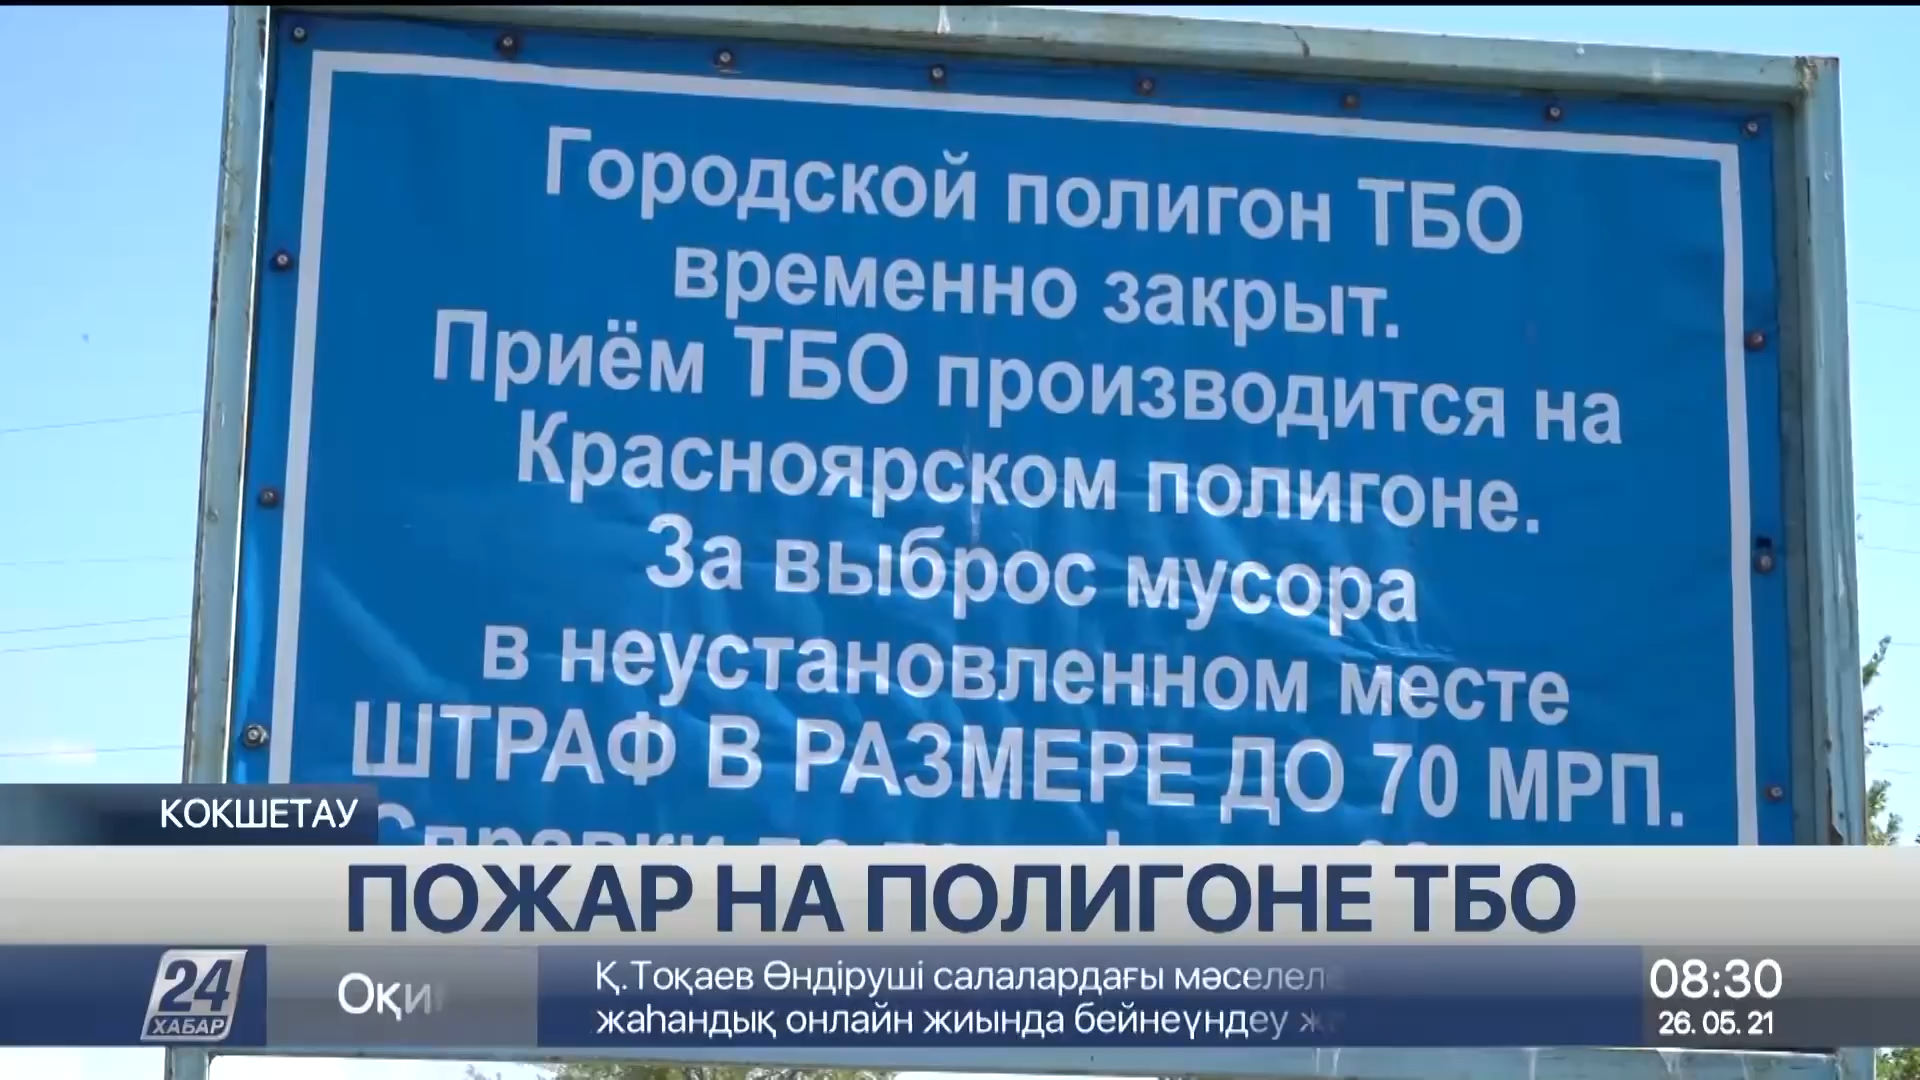 Городской полигон ТБО
временно закрыт.
Приём ТБО производится на
Красноярском полигоне.
За выброс мусора
в неустановленном месте
ШТРАФ В РАЗМЕРЕ ДО 70 МРП.
КОКШЕТАУ
ПОЖАР НА ПОЛИГОНЕ ТБО
24
ХАБАР
Қ.Тоқаев Өндіруші салалардағы
жаһандық онлайн жиында бейнеүндеу
08:30
26.05.21